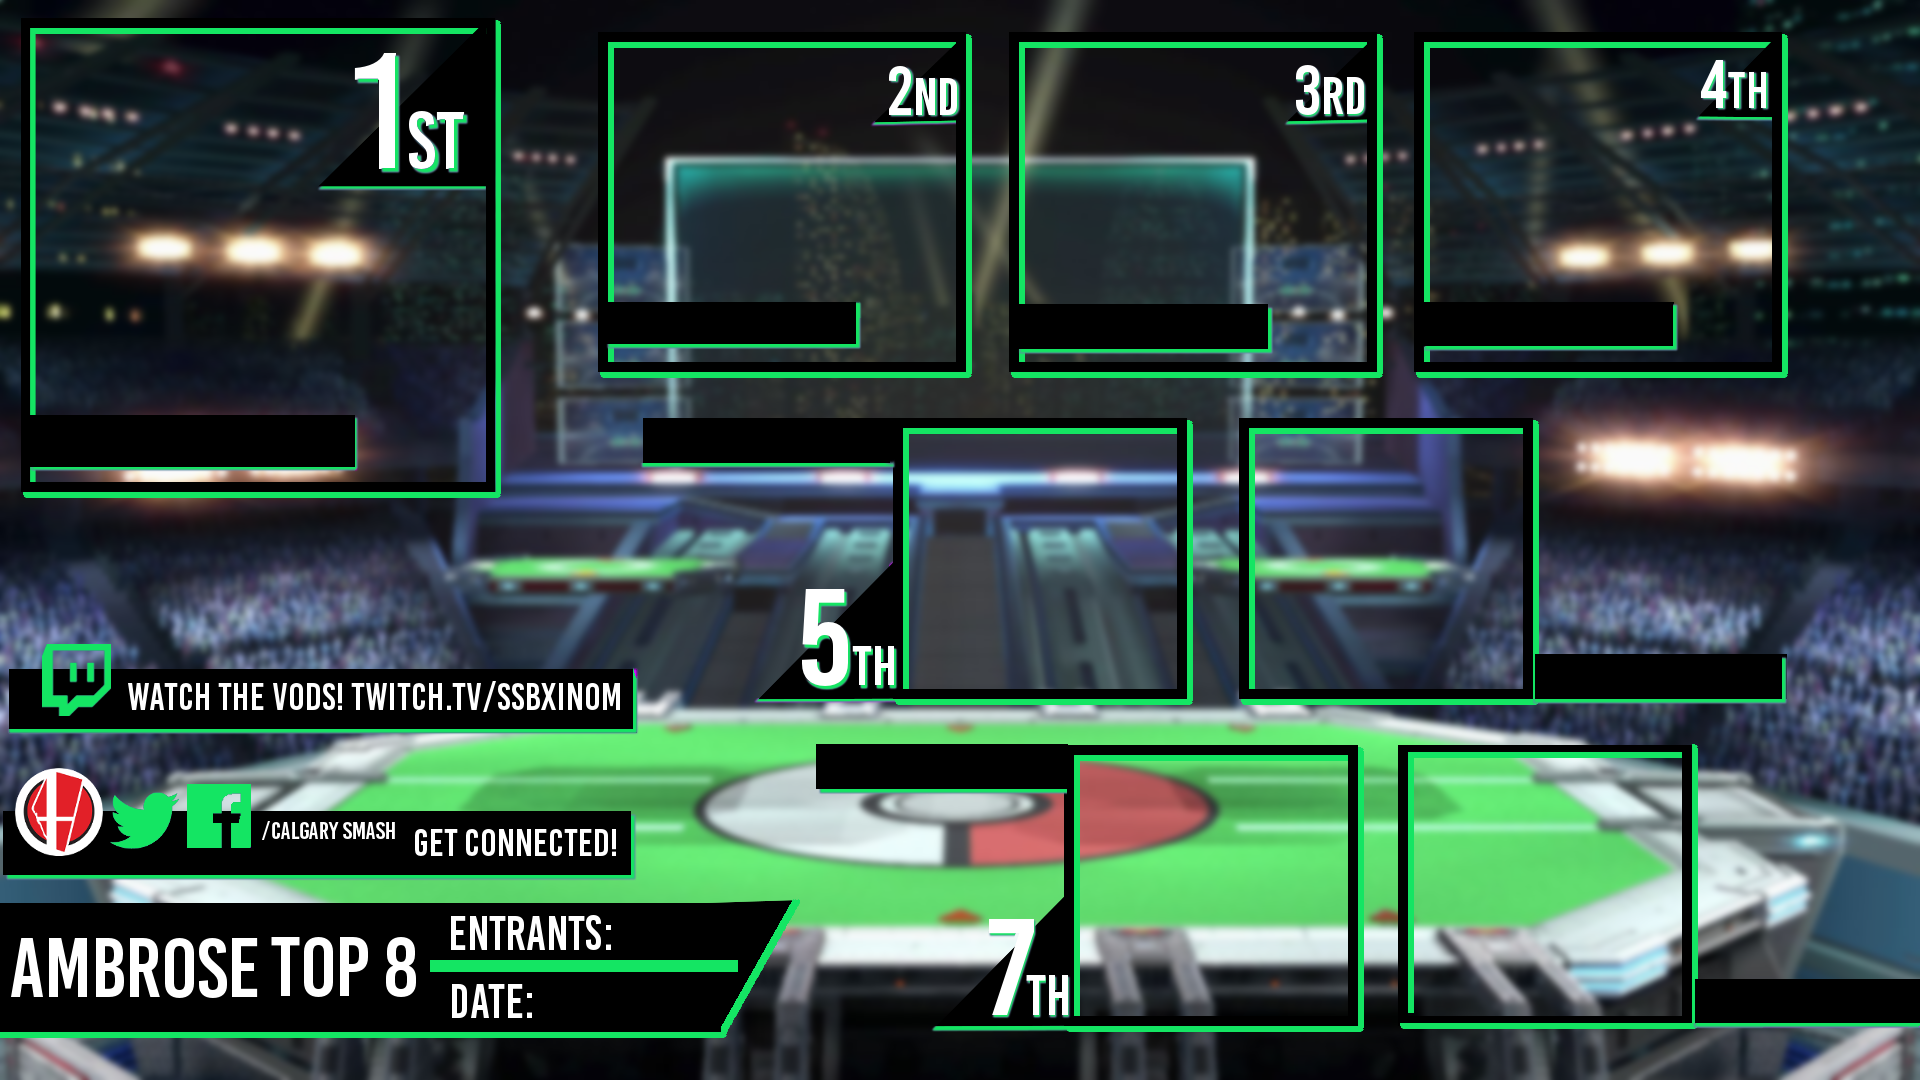 1ST
2ND
3RD
4TH
5TH
WATCH THE VODS! TWITCH.TV/SSBXINOM
/CALGARY SMASH
GET CONNECTED!
7TH
AMBROSE TOP 8
ENTRANTS:
DATE: